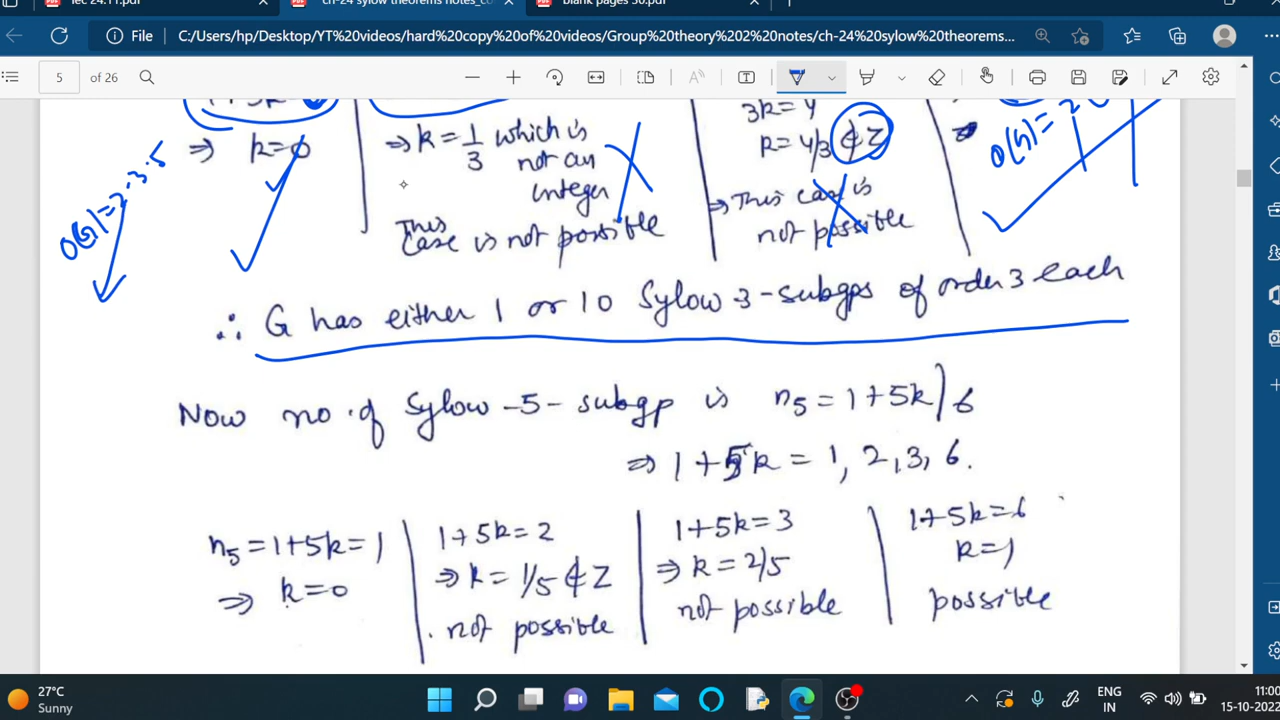 lec 24.11.pdf
ch-24 sylow theorems notes_co
blank pages 50.pdf
File
C:/Users/hp/Desktop/YT%20videos/hard%20copy%20of%20videos/Group%20theory%202%20notes/ch-24%20sylow%20theorems...
5 of 26
⇒ k=0
⇒ k = 1/3 which is
not an
integer
This
case is not possible
3k=4
k=4/3 ∉ Z
⇒ This case is
not possible
o(G)=2·3·5
∴ G has either 1 or 10 Sylow 3-subgps of order 3 each
Now no. of Sylow-5-subgp is n5 = 1+5k/6
⇒ 1+5k = 1, 2, 3, 6.
n5 = 1+5k=1
⇒ k=0
1+5k=2
⇒ k= 1/5 ∉ Z
. not possible
1+5k=3
⇒ k=2/5
not possible
1+5k=6
k=1
possible
27°C
Sunny
ENG
IN
11:00
15-10-2022